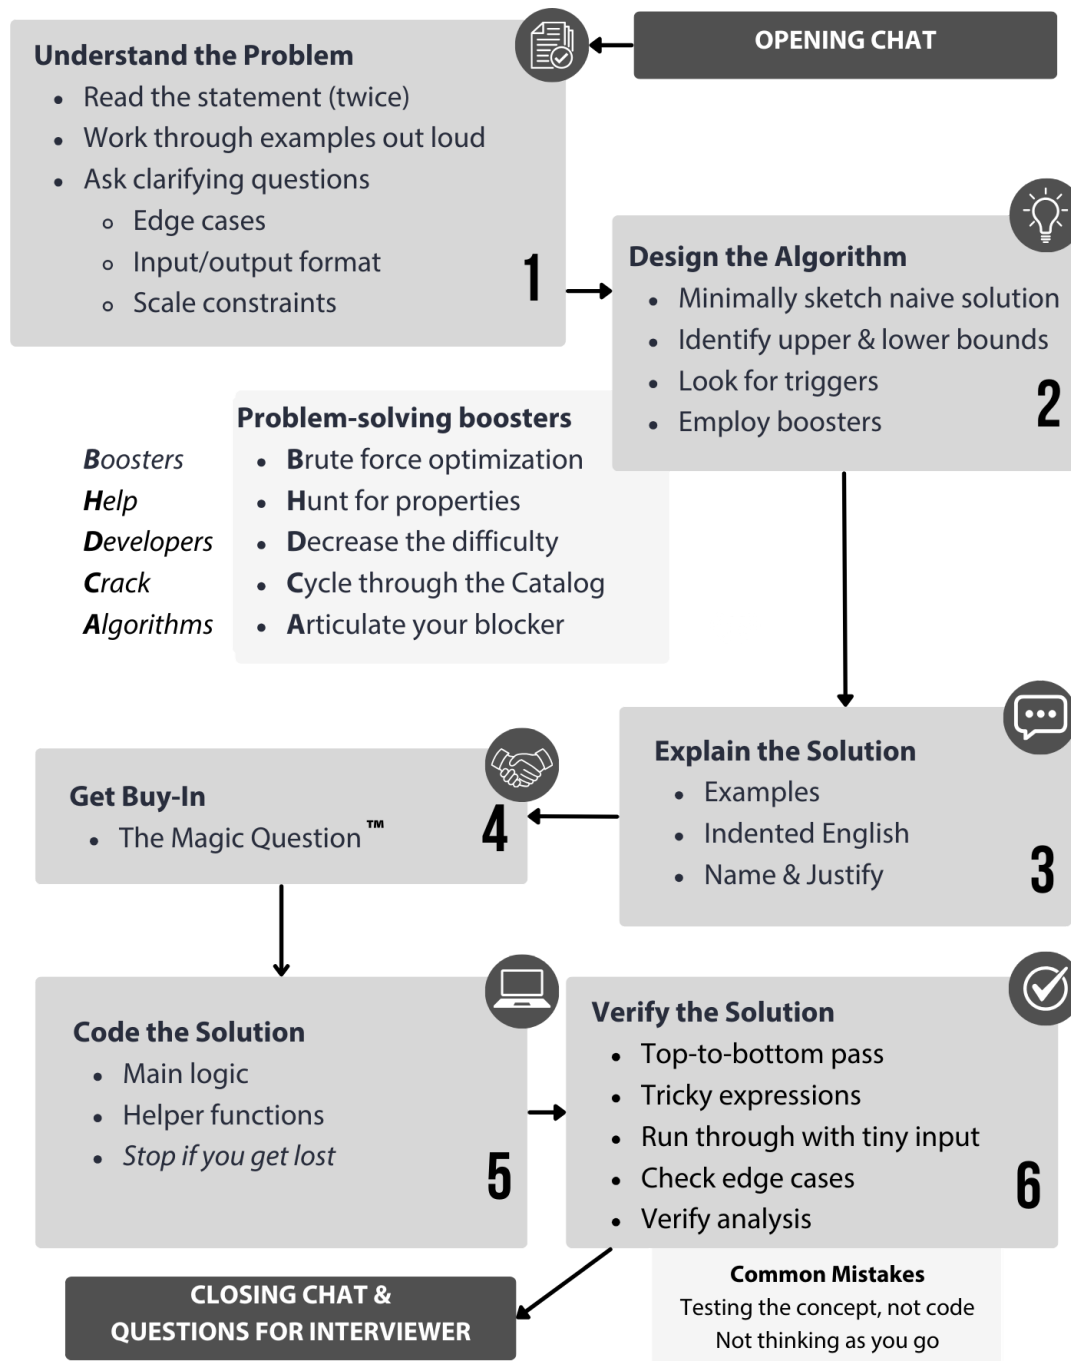 OPENING CHAT
Understand the Problem
• Read the statement (twice)
• Work through examples out loud
• Ask clarifying questions
◦ Edge cases
◦ Input/output format
◦ Scale constraints
1
Design the Algorithm
• Minimally sketch naive solution
• Identify upper & lower bounds
• Look for triggers
• Employ boosters
2
Problem-solving boosters
Boosters • Brute force optimization
Help • Hunt for properties
Developers • Decrease the difficulty
Crack • Cycle through the Catalog
Algorithms • Articulate your blocker
Explain the Solution
• Examples
• Indented English
• Name & Justify
3
Get Buy-In
• The Magic Question™
4
Code the Solution
• Main logic
• Helper functions
• Stop if you get lost
5
Verify the Solution
• Top-to-bottom pass
• Tricky expressions
• Run through with tiny input
• Check edge cases
• Verify analysis
6
Common Mistakes
Testing the concept, not code
Not thinking as you go
CLOSING CHAT &
QUESTIONS FOR INTERVIEWER